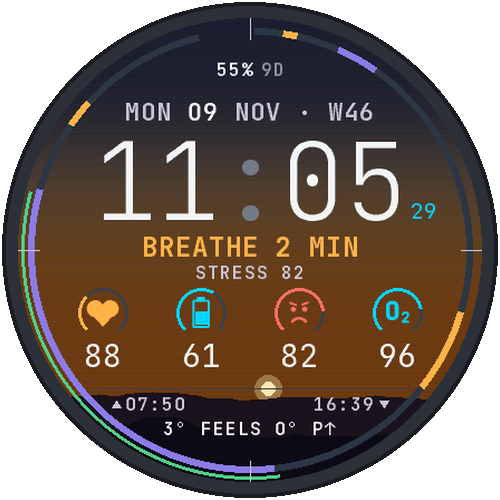 55% 9D
MON 09 NOV · W46
11:05 29
BREATHE 2 MIN
STRESS 82
O₂
88 61 82 96
▲07:50 16:39▼
3° FEELS 0° P↑